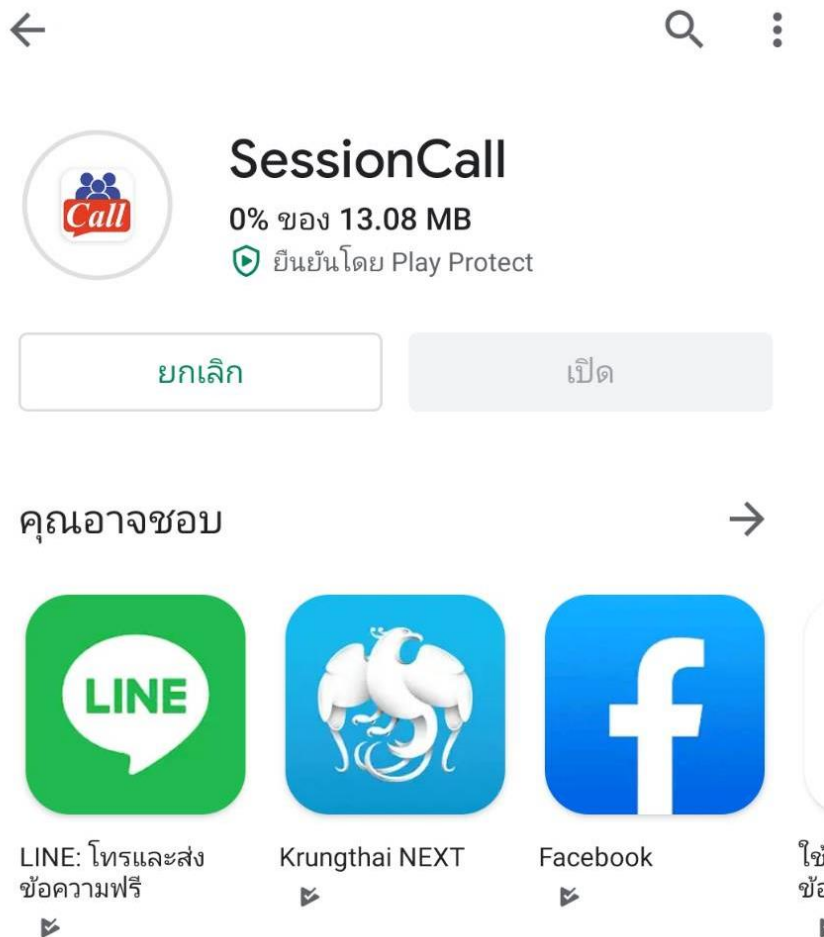 SessionCall
Call
0% ของ 13.08 MB
ยืนยันโดย Play Protect
ยกเลิก
เปิด
คุณอาจชอบ
LINE
f
LINE: โทรและส่ง
ข้อความฟรี
Krungthai NEXT
Facebook